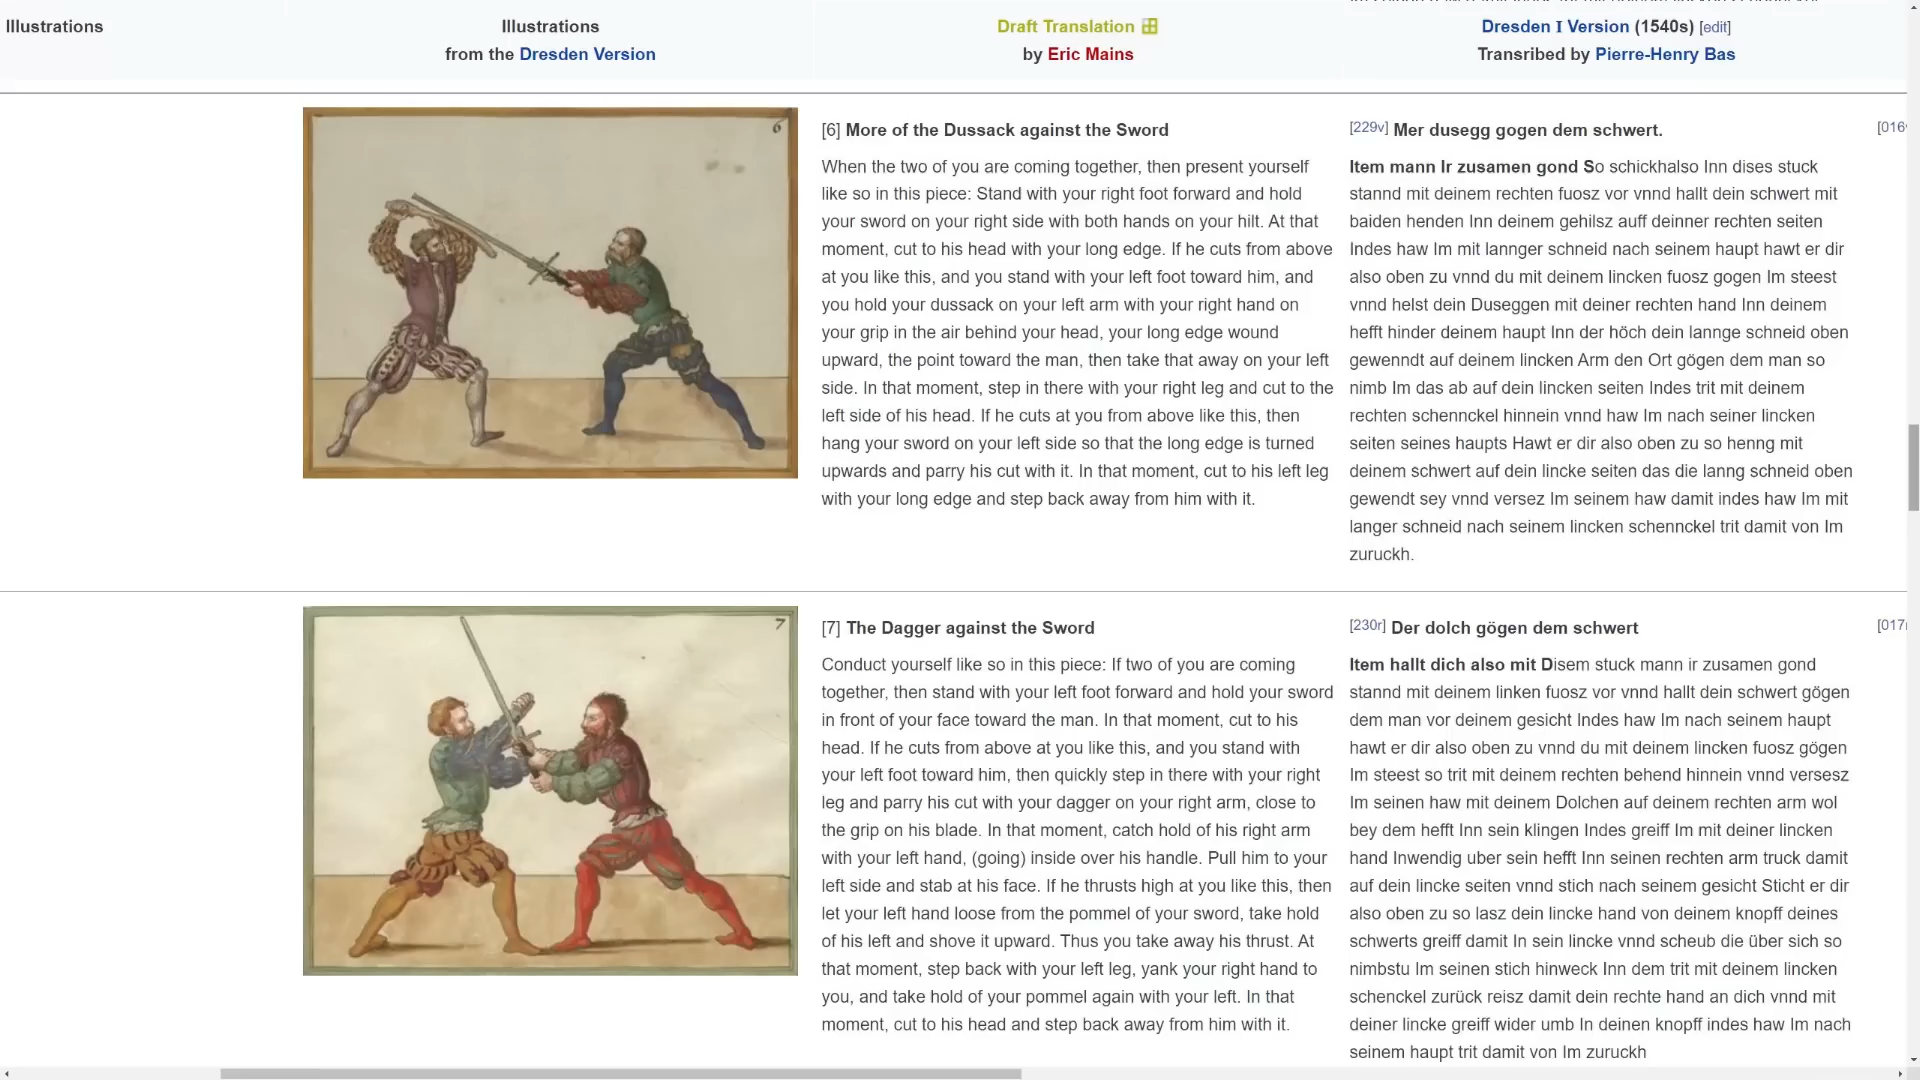 Illustrations
Illustrations
from the Dresden Version
Draft Translation
by Eric Mains
Dresden I Version (1540s) [edit]
Transribed by Pierre-Henry Bas
6
[6] More of the Dussack against the Sword
When the two of you are coming together, then present yourself
like so in this piece: Stand with your right foot forward and hold
your sword on your right side with both hands on your hilt. At that
moment, cut to his head with your long edge. If he cuts from above
at you like this, and you stand with your left foot toward him, and
you hold your dussack on your left arm with your right hand on
your grip in the air behind your head, your long edge wound
upward, the point toward the man, then take that away on your left
side. In that moment, step in there with your right leg and cut to the
left side of his head. If he cuts at you from above like this, then
hang your sword on your left side so that the long edge is turned
upwards and parry his cut with it. In that moment, cut to his left leg
with your long edge and step back away from him with it.
[229v] Mer dusegg gogen dem schwert.
Item mann Ir zusamen gond So schickhalso Inn dises stuck
stannd mit deinem rechten fuosz vor vnnd hallt dein schwert mit
baiden henden Inn deinem gehilsz auff deinner rechten seiten
Indes haw Im mit lannger schneid nach seinem haupt hawt er dir
also oben zu vnnd du mit deinem lincken fuosz gogen Im steest
vnnd helst dein Duseggen mit deiner rechten hand Inn deinem
hefft hinder deinem haupt Inn der höch dein lannge schneid oben
gewenndt auf deinem lincken Arm den Ort gögen dem man so
nimb Im das ab auf dein lincken seiten Indes trit mit deinem
rechten schennckel hinnein vnnd haw Im nach seiner lincken
seiten seines haupts Hawt er dir also oben zu so henng mit
deinem schwert auf dein lincke seiten das die lanng schneid oben
gewendt sey vnnd versez Im seinem haw damit indes haw Im mit
langer schneid nach seinem lincken schennckel trit damit von Im
zuruckh.
[016
7
[7] The Dagger against the Sword
Conduct yourself like so in this piece: If two of you are coming
together, then stand with your left foot forward and hold your sword
in front of your face toward the man. In that moment, cut to his
head. If he cuts from above at you like this, and you stand with
your left foot toward him, then quickly step in there with your right
leg and parry his cut with your dagger on your right arm, close to
the grip on his blade. In that moment, catch hold of his right arm
with your left hand, (going) inside over his handle. Pull him to your
left side and stab at his face. If he thrusts high at you like this, then
let your left hand loose from the pommel of your sword, take hold
of his left and shove it upward. Thus you take away his thrust. At
that moment, step back with your left leg, yank your right hand to
you, and take hold of your pommel again with your left. In that
moment, cut to his head and step back away from him with it.
[230r] Der dolch gögen dem schwert
Item hallt dich also mit Disem stuck mann ir zusamen gond
stannd mit deinem linken fuosz vor vnnd hallt dein schwert gögen
dem man vor deinem gesicht Indes haw Im nach seinem haupt
hawt er dir also oben zu vnnd du mit deinem lincken fuosz gögen
Im steest so trit mit deinem rechten behend hinnein vnnd versesz
Im seinen haw mit deinem Dolchen auf deinem rechten arm wol
bey dem hefft Inn sein klingen Indes greiff Im mit deiner lincken
hand Inwendig uber sein hefft Inn seinen rechten arm truck damit
auf dein lincke seiten vnnd stich nach seinem gesicht Sticht er dir
also oben zu so lasz dein lincke hand von deinem knopff deines
schwerts greiff damit In sein lincke vnnd scheub die über sich so
nimbstu Im seinen stich hinweck Inn dem trit mit deinem lincken
schenckel zurück reisz damit dein rechte hand an dich vnnd mit
deiner lincke greiff wider umb In deinen knopff indes haw Im nach
seinem haupt trit damit von Im zuruckh
[017